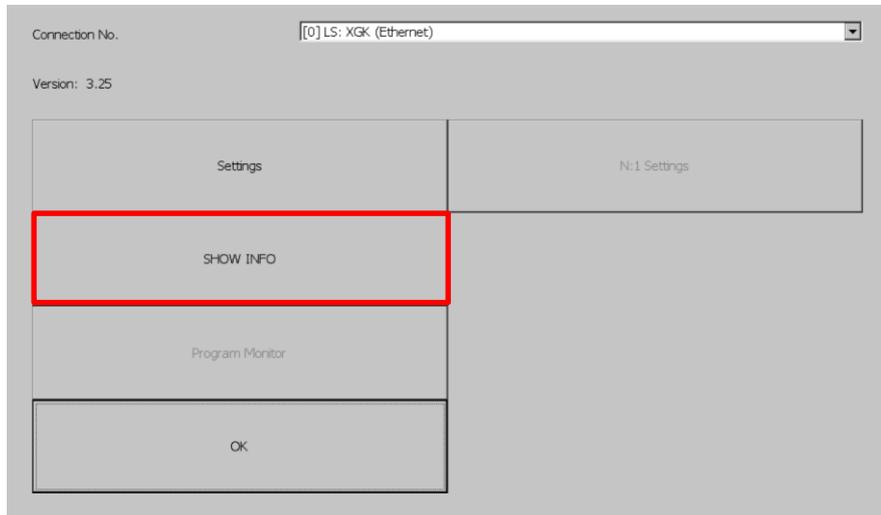 Connection No.
[0] LS: XGK (Ethernet)
Version: 3.25
Settings
N:1 Settings
SHOW INFO
Program Monitor
OK